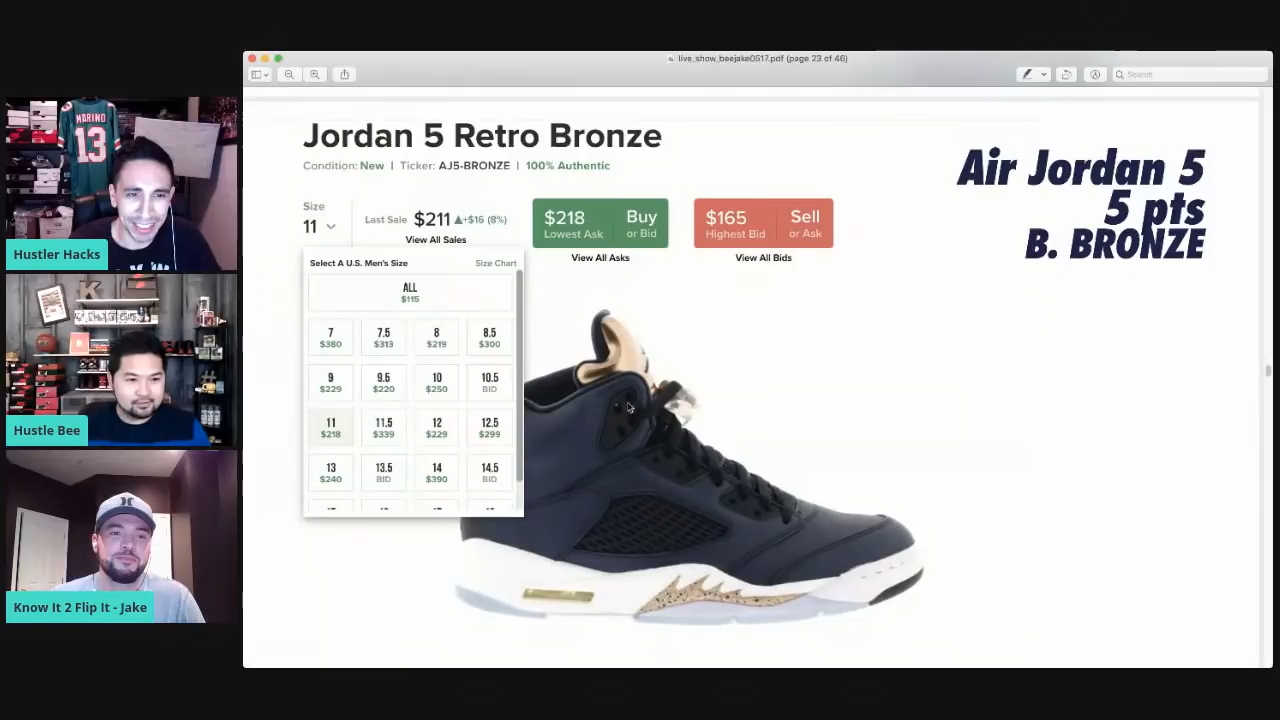 live_show_beejake0517.pdf (page 23 of 46)
Search
Jordan 5 Retro Bronze
Condition: New | Ticker: AJ5-BRONZE | 100% Authentic
Size
11
Last Sale $211 ▲+$16 (8%)
View All Sales
$218 Buy
Lowest Ask or Bid
View All Asks
$165 Sell
Highest Bid or Ask
View All Bids
Air Jordan 5
5 pts
B. BRONZE
Select A U.S. Men's Size Size Chart
ALL
$115
7 7.5 8 8.5
$380 $313 $219 $300
9 9.5 10 10.5
$229 $220 $250 BID
11 11.5 12 12.5
$218 $339 $229 $299
13 13.5 14 14.5
$240 BID $390 BID
MARINO
13
Hustler Hacks
Hustle Bee
Know It 2 Flip It - Jake